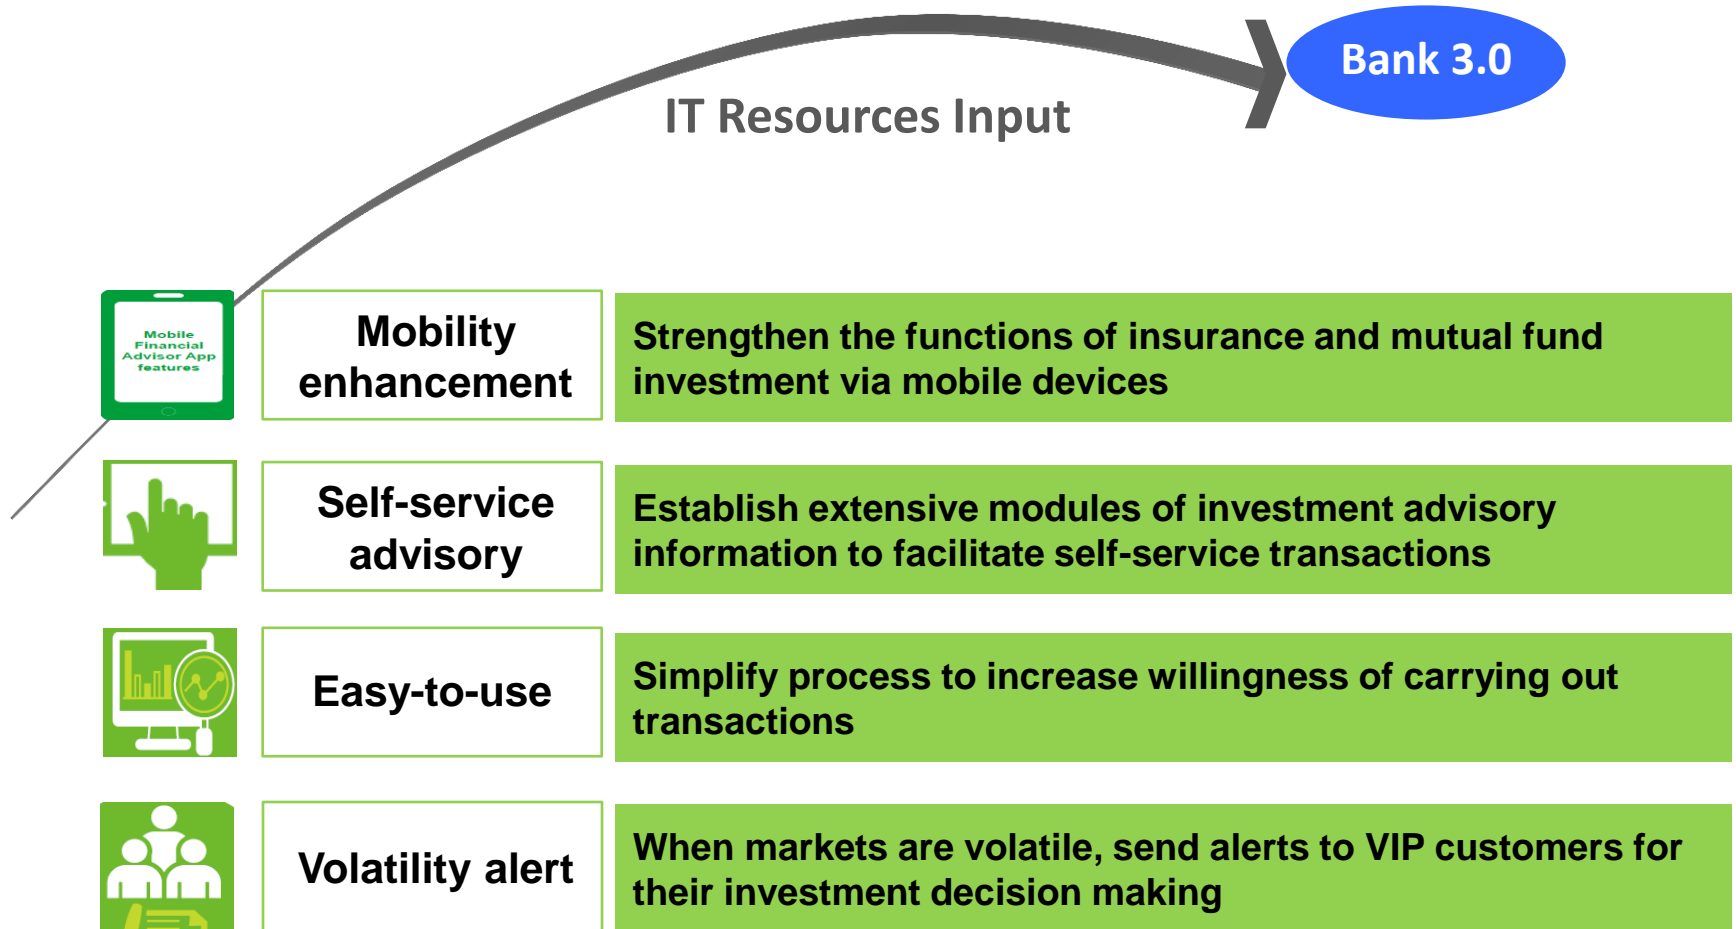 Bank 3.0
IT Resources Input
Mobile
Financial
Advisor App
features
Mobility
enhancement
Strengthen the functions of insurance and mutual fund
investment via mobile devices
Self-service
advisory
Establish extensive modules of investment advisory
information to facilitate self-service transactions
Easy-to-use
Simplify process to increase willingness of carrying out
transactions
Volatility alert
When markets are volatile, send alerts to VIP customers for
their investment decision making